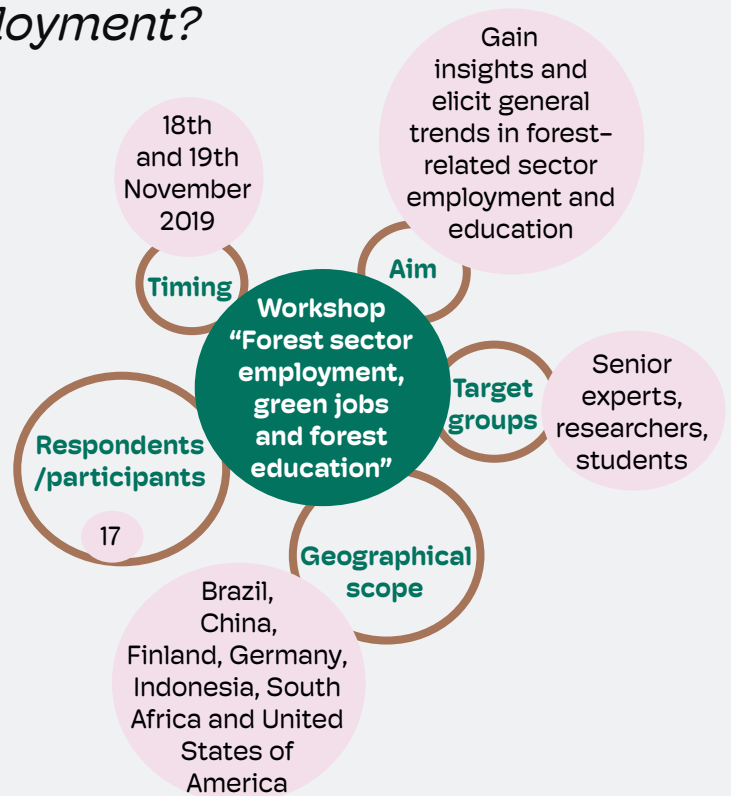 loyment?
Gain
insights and
elicit general
trends in forest-
related sector
employment and
education
18th
and 19th
November
2019
Aim
Timing
Workshop
“Forest sector
employment,
green jobs
and forest
education”
Target
groups
Senior
experts,
researchers,
students
Respondents
/participants
17
Geographical
scope
Brazil,
China,
Finland, Germany,
Indonesia, South
Africa and United
States of
America